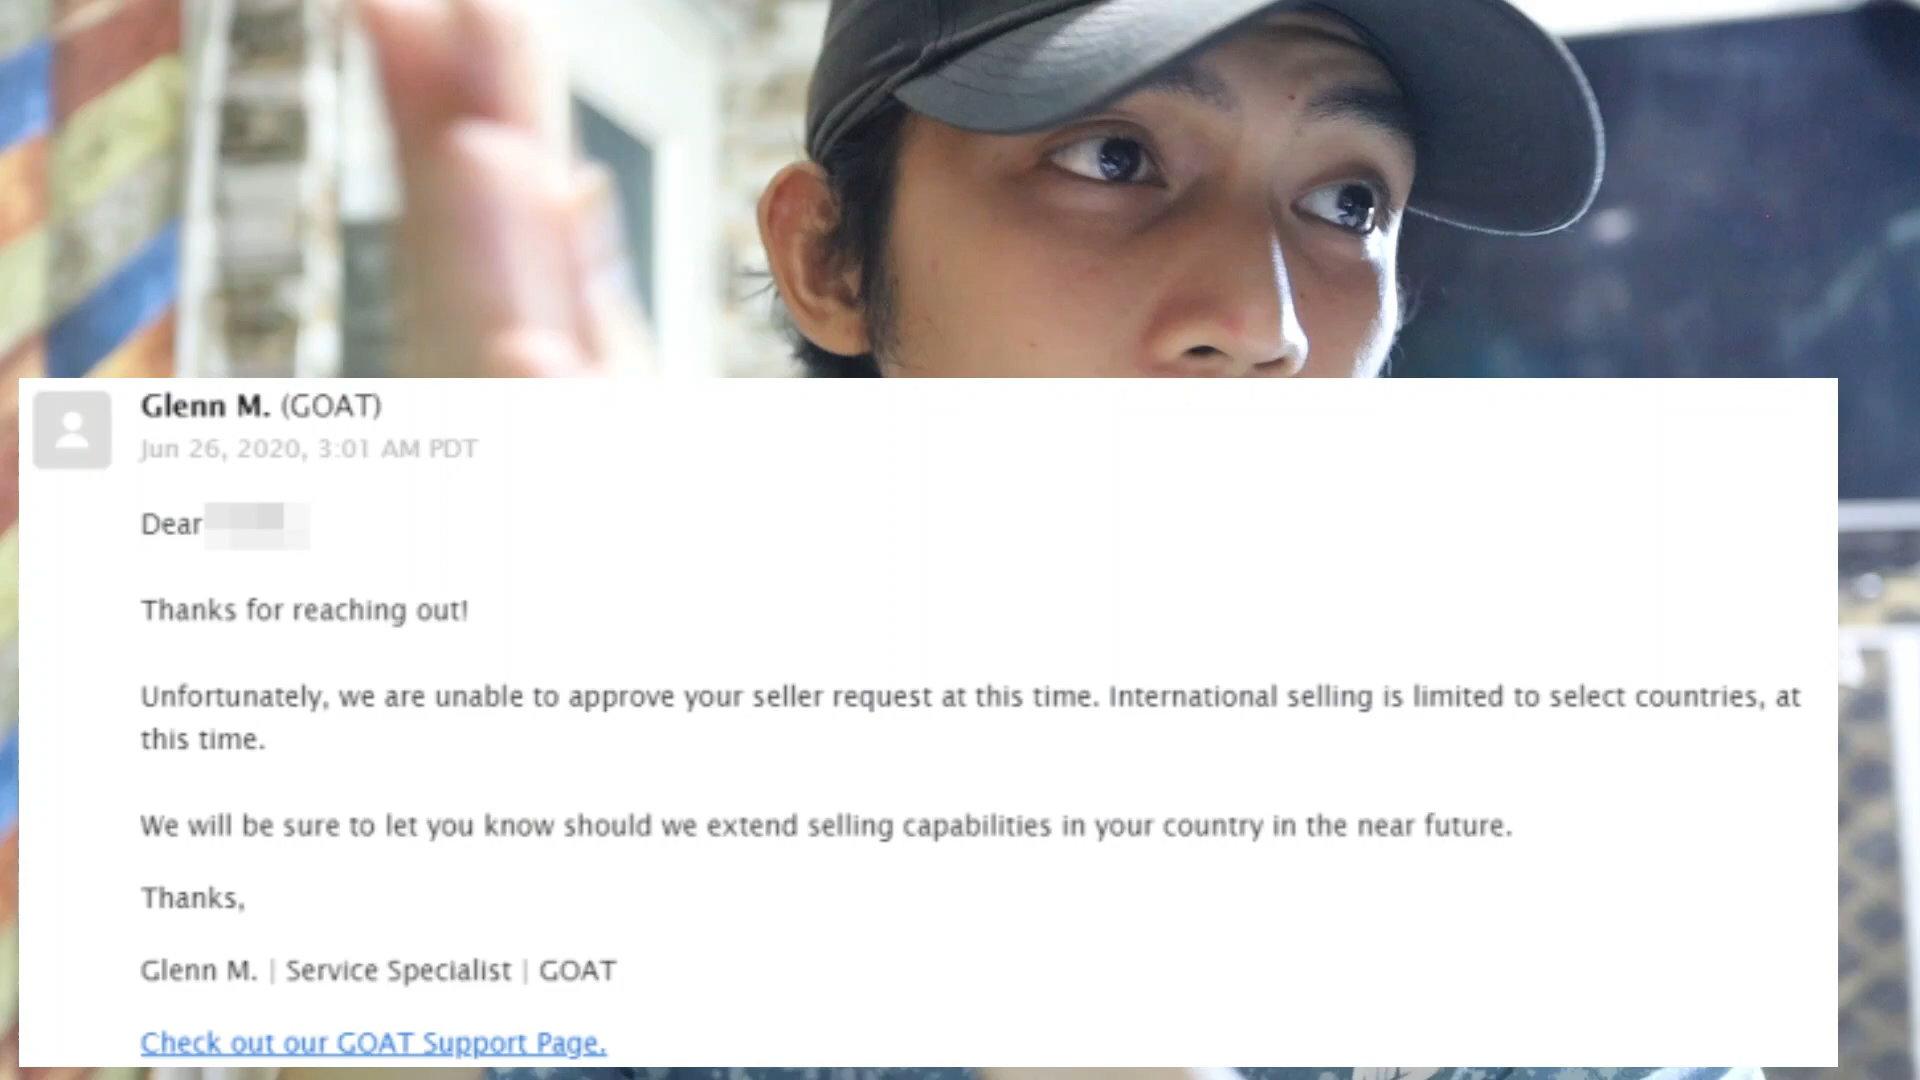 Glenn M. (GOAT)
Jun 26, 2020, 3:01 AM PDT
Dear
Thanks for reaching out!
Unfortunately, we are unable to approve your seller request at this time. International selling is limited to select countries, at
this time.
We will be sure to let you know should we extend selling capabilities in your country in the near future.
Thanks,
Glenn M. | Service Specialist | GOAT
Check out our GOAT Support Page.